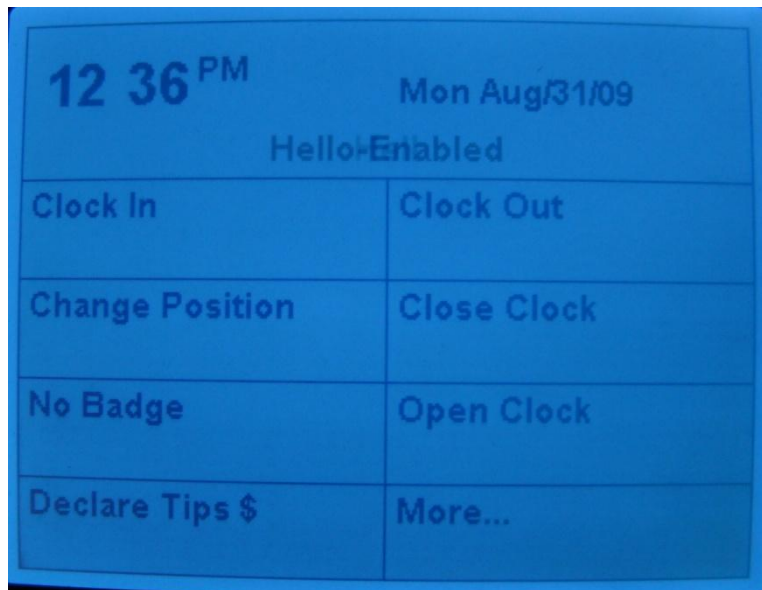 12 36 PM
Mon Aug/31/09
Hello-Enabled
Clock In
Clock Out
Change Position
Close Clock
No Badge
Open Clock
Declare Tips $
More...